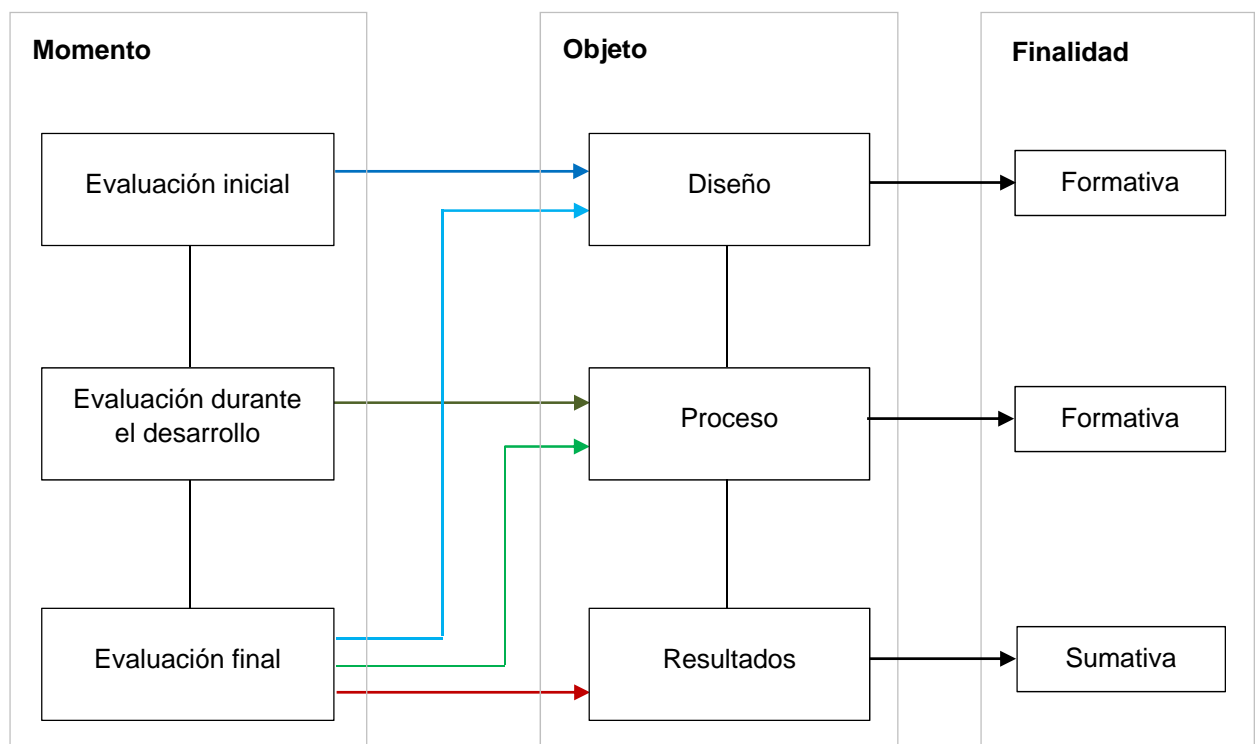 Momento
Objeto
Finalidad
Evaluación inicial
Diseño
Formativa
Evaluación durante
el desarrollo
Proceso
Formativa
Evaluación final
Resultados
Sumativa